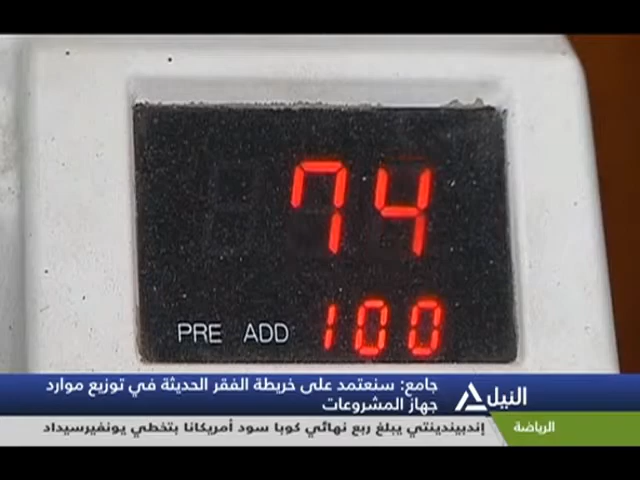 74
PRE ADD 100
جامع: سنعتمد على خريطة الفقر الحديثة في توزيع موارد
جهاز المشروعات
النيل
الرياضة
إندبيندينتي يبلغ ربع نهائي كوبا سود أمريكانا بتخطي يونفيرسيداد